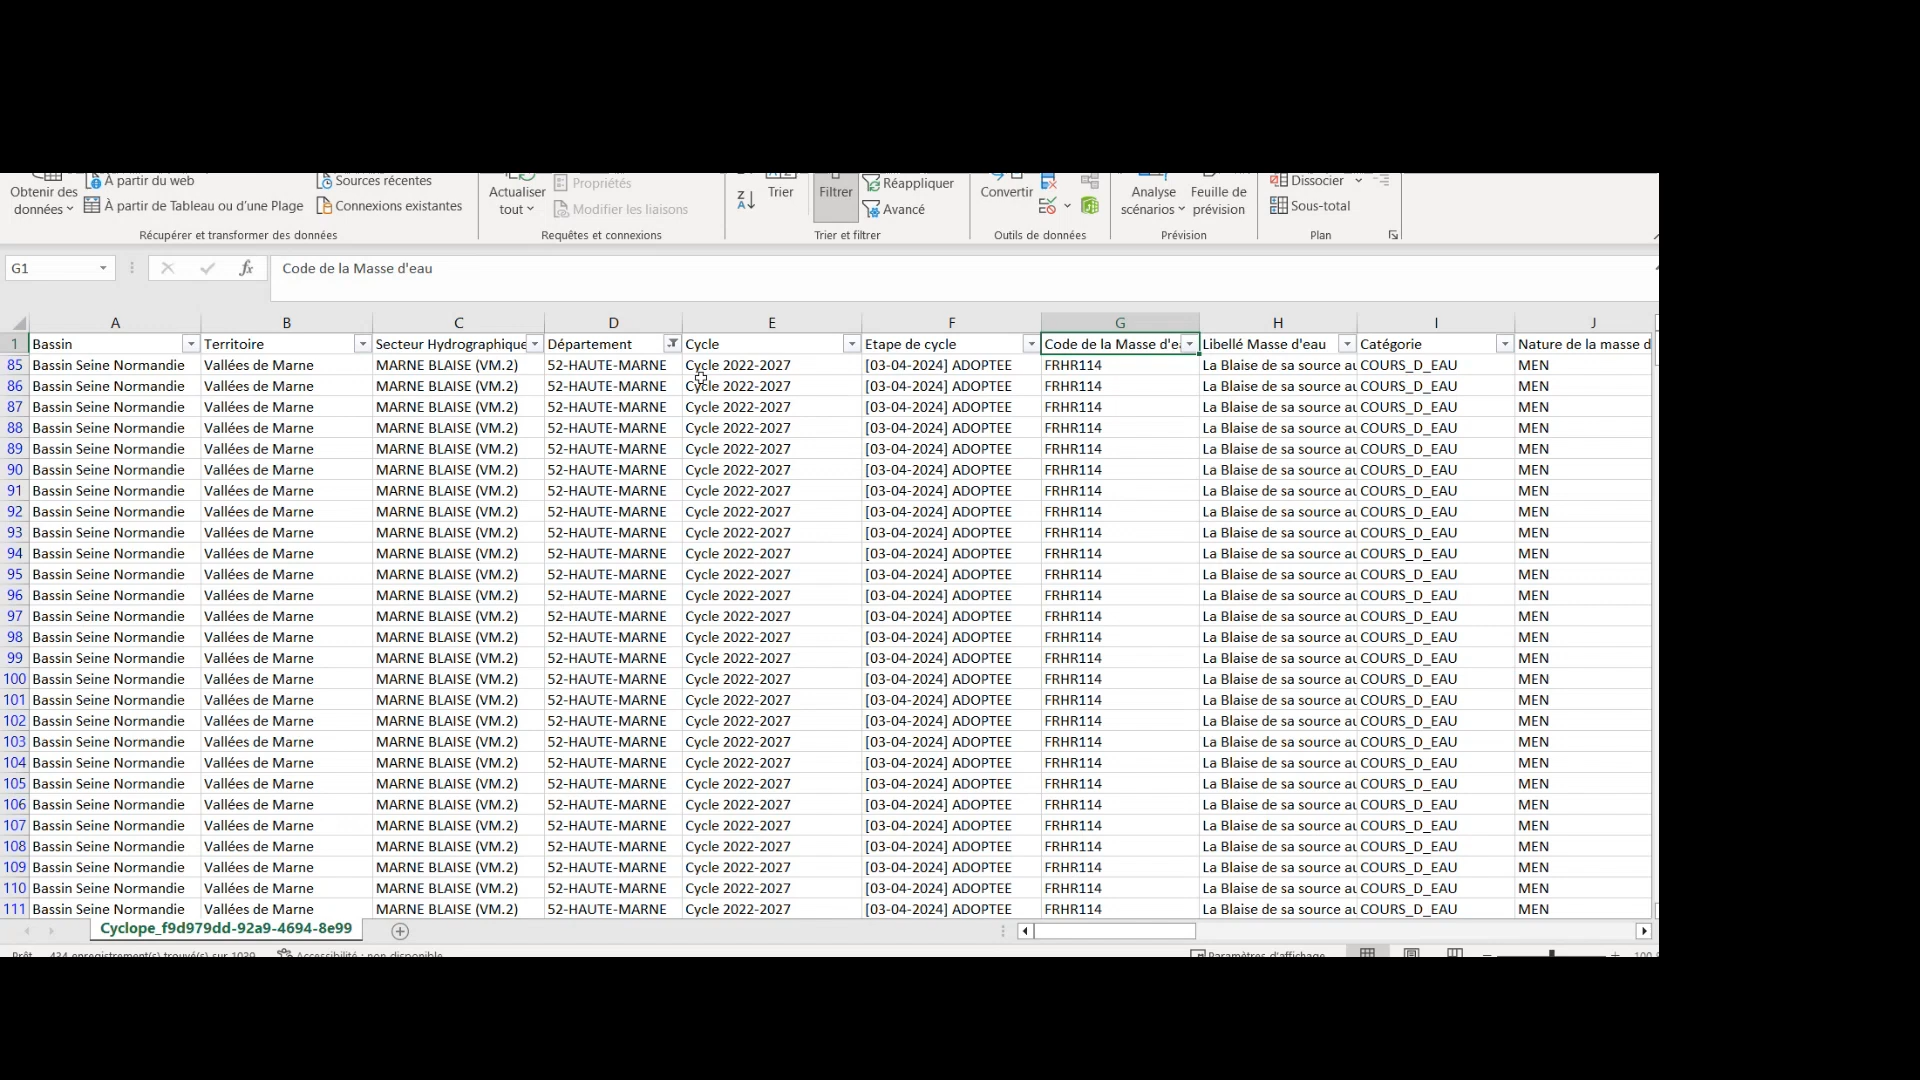 À partir du web
Sources récentes
Propriétés
Réappliquer
Dissocier
Obtenir des données
À partir de Tableau ou d’une Plage
Connexions existantes
Actualiser tout
Modifier les liaisons
Trier
Filtrer
Avancé
Convertir
Analyse scénarios
Feuille de prévision
Sous-total
Récupérer et transformer des données
Requêtes et connexions
Trier et filtrer
Outils de données
Prévision
Plan
G1
fx
Code de la Masse d'eau
A B C D E F G H I J
1 Bassin Territoire Secteur Hydrographique Département Cycle Etape de cycle Code de la Masse d'e Libellé Masse d'eau Catégorie Nature de la masse d
85 Bassin Seine Normandie Vallées de Marne MARNE BLAISE (VM.2) 52-HAUTE-MARNE Cycle 2022-2027 [03-04-2024] ADOPTEE FRHR114 La Blaise de sa source au COURS_D_EAU MEN
86 Bassin Seine Normandie Vallées de Marne MARNE BLAISE (VM.2) 52-HAUTE-MARNE Cycle 2022-2027 [03-04-2024] ADOPTEE FRHR114 La Blaise de sa source au COURS_D_EAU MEN
87 Bassin Seine Normandie Vallées de Marne MARNE BLAISE (VM.2) 52-HAUTE-MARNE Cycle 2022-2027 [03-04-2024] ADOPTEE FRHR114 La Blaise de sa source au COURS_D_EAU MEN
88 Bassin Seine Normandie Vallées de Marne MARNE BLAISE (VM.2) 52-HAUTE-MARNE Cycle 2022-2027 [03-04-2024] ADOPTEE FRHR114 La Blaise de sa source au COURS_D_EAU MEN
89 Bassin Seine Normandie Vallées de Marne MARNE BLAISE (VM.2) 52-HAUTE-MARNE Cycle 2022-2027 [03-04-2024] ADOPTEE FRHR114 La Blaise de sa source au COURS_D_EAU MEN
90 Bassin Seine Normandie Vallées de Marne MARNE BLAISE (VM.2) 52-HAUTE-MARNE Cycle 2022-2027 [03-04-2024] ADOPTEE FRHR114 La Blaise de sa source au COURS_D_EAU MEN
91 Bassin Seine Normandie Vallées de Marne MARNE BLAISE (VM.2) 52-HAUTE-MARNE Cycle 2022-2027 [03-04-2024] ADOPTEE FRHR114 La Blaise de sa source au COURS_D_EAU MEN
92 Bassin Seine Normandie Vallées de Marne MARNE BLAISE (VM.2) 52-HAUTE-MARNE Cycle 2022-2027 [03-04-2024] ADOPTEE FRHR114 La Blaise de sa source au COURS_D_EAU MEN
93 Bassin Seine Normandie Vallées de Marne MARNE BLAISE (VM.2) 52-HAUTE-MARNE Cycle 2022-2027 [03-04-2024] ADOPTEE FRHR114 La Blaise de sa source au COURS_D_EAU MEN
94 Bassin Seine Normandie Vallées de Marne MARNE BLAISE (VM.2) 52-HAUTE-MARNE Cycle 2022-2027 [03-04-2024] ADOPTEE FRHR114 La Blaise de sa source au COURS_D_EAU MEN
95 Bassin Seine Normandie Vallées de Marne MARNE BLAISE (VM.2) 52-HAUTE-MARNE Cycle 2022-2027 [03-04-2024] ADOPTEE FRHR114 La Blaise de sa source au COURS_D_EAU MEN
96 Bassin Seine Normandie Vallées de Marne MARNE BLAISE (VM.2) 52-HAUTE-MARNE Cycle 2022-2027 [03-04-2024] ADOPTEE FRHR114 La Blaise de sa source au COURS_D_EAU MEN
97 Bassin Seine Normandie Vallées de Marne MARNE BLAISE (VM.2) 52-HAUTE-MARNE Cycle 2022-2027 [03-04-2024] ADOPTEE FRHR114 La Blaise de sa source au COURS_D_EAU MEN
98 Bassin Seine Normandie Vallées de Marne MARNE BLAISE (VM.2) 52-HAUTE-MARNE Cycle 2022-2027 [03-04-2024] ADOPTEE FRHR114 La Blaise de sa source au COURS_D_EAU MEN
99 Bassin Seine Normandie Vallées de Marne MARNE BLAISE (VM.2) 52-HAUTE-MARNE Cycle 2022-2027 [03-04-2024] ADOPTEE FRHR114 La Blaise de sa source au COURS_D_EAU MEN
100 Bassin Seine Normandie Vallées de Marne MARNE BLAISE (VM.2) 52-HAUTE-MARNE Cycle 2022-2027 [03-04-2024] ADOPTEE FRHR114 La Blaise de sa source au COURS_D_EAU MEN
101 Bassin Seine Normandie Vallées de Marne MARNE BLAISE (VM.2) 52-HAUTE-MARNE Cycle 2022-2027 [03-04-2024] ADOPTEE FRHR114 La Blaise de sa source au COURS_D_EAU MEN
102 Bassin Seine Normandie Vallées de Marne MARNE BLAISE (VM.2) 52-HAUTE-MARNE Cycle 2022-2027 [03-04-2024] ADOPTEE FRHR114 La Blaise de sa source au COURS_D_EAU MEN
103 Bassin Seine Normandie Vallées de Marne MARNE BLAISE (VM.2) 52-HAUTE-MARNE Cycle 2022-2027 [03-04-2024] ADOPTEE FRHR114 La Blaise de sa source au COURS_D_EAU MEN
104 Bassin Seine Normandie Vallées de Marne MARNE BLAISE (VM.2) 52-HAUTE-MARNE Cycle 2022-2027 [03-04-2024] ADOPTEE FRHR114 La Blaise de sa source au COURS_D_EAU MEN
105 Bassin Seine Normandie Vallées de Marne MARNE BLAISE (VM.2) 52-HAUTE-MARNE Cycle 2022-2027 [03-04-2024] ADOPTEE FRHR114 La Blaise de sa source au COURS_D_EAU MEN
106 Bassin Seine Normandie Vallées de Marne MARNE BLAISE (VM.2) 52-HAUTE-MARNE Cycle 2022-2027 [03-04-2024] ADOPTEE FRHR114 La Blaise de sa source au COURS_D_EAU MEN
107 Bassin Seine Normandie Vallées de Marne MARNE BLAISE (VM.2) 52-HAUTE-MARNE Cycle 2022-2027 [03-04-2024] ADOPTEE FRHR114 La Blaise de sa source au COURS_D_EAU MEN
108 Bassin Seine Normandie Vallées de Marne MARNE BLAISE (VM.2) 52-HAUTE-MARNE Cycle 2022-2027 [03-04-2024] ADOPTEE FRHR114 La Blaise de sa source au COURS_D_EAU MEN
109 Bassin Seine Normandie Vallées de Marne MARNE BLAISE (VM.2) 52-HAUTE-MARNE Cycle 2022-2027 [03-04-2024] ADOPTEE FRHR114 La Blaise de sa source au COURS_D_EAU MEN
110 Bassin Seine Normandie Vallées de Marne MARNE BLAISE (VM.2) 52-HAUTE-MARNE Cycle 2022-2027 [03-04-2024] ADOPTEE FRHR114 La Blaise de sa source au COURS_D_EAU MEN
111 Bassin Seine Normandie Vallées de Marne MARNE BLAISE (VM.2) 52-HAUTE-MARNE Cycle 2022-2027 [03-04-2024] ADOPTEE FRHR114 La Blaise de sa source au COURS_D_EAU MEN
Cyclope_f9d979dd-92a9-4694-8e99
Prêt 434 enregistrement(s) trouvé(s) sur 1039 Accessibilité : non disponible Paramètres d'affichage 100